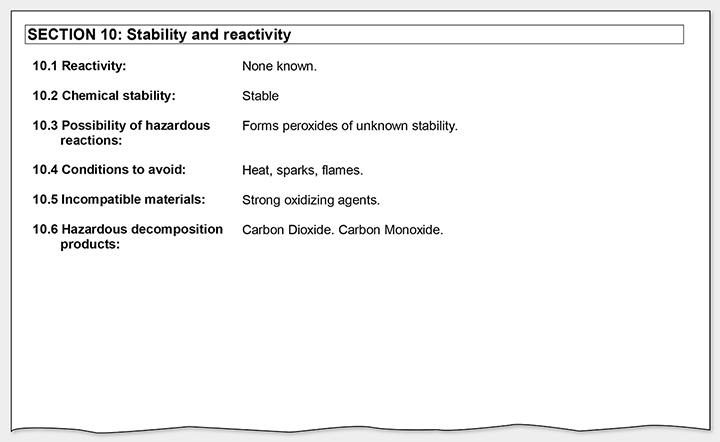 SECTION 10: Stability and reactivity
10.1 Reactivity: None known.
10.2 Chemical stability: Stable
10.3 Possibility of hazardous Forms peroxides of unknown stability.
reactions:
10.4 Conditions to avoid: Heat, sparks, flames.
10.5 Incompatible materials: Strong oxidizing agents.
10.6 Hazardous decomposition Carbon Dioxide. Carbon Monoxide.
products: